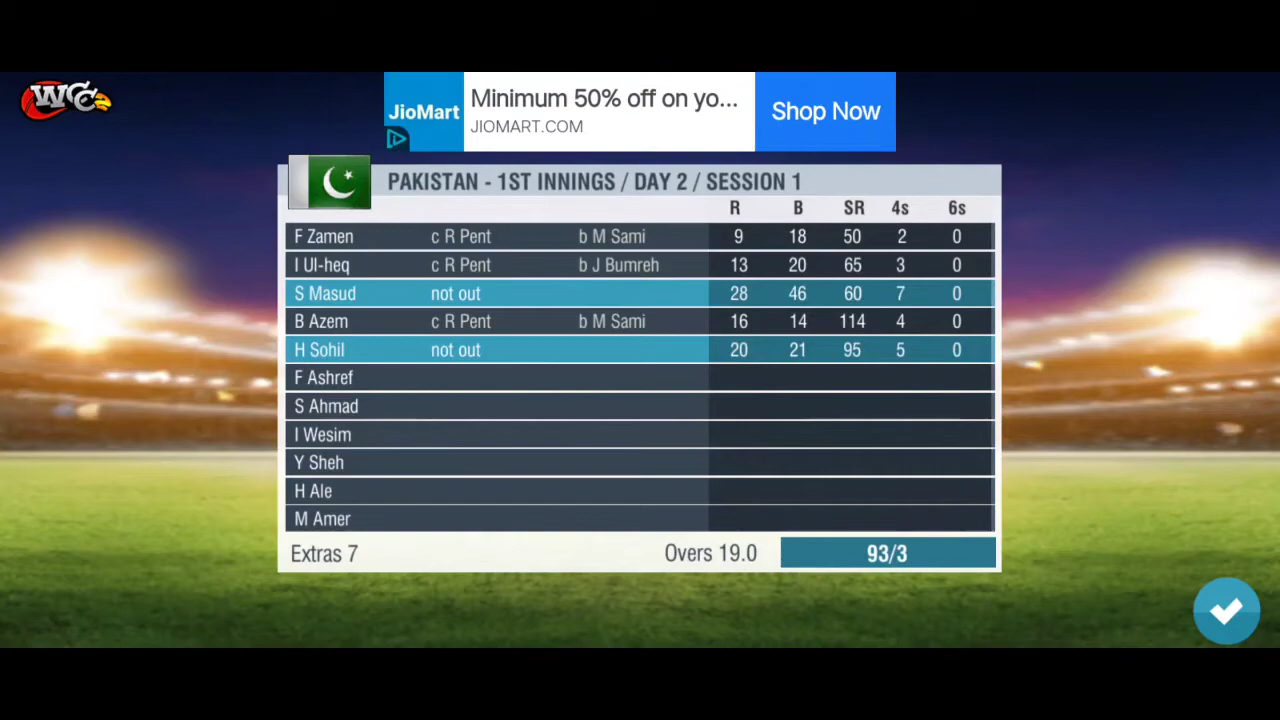 WCC
JioMart
Minimum 50% off on yo...
JIOMART.COM
Shop Now
PAKISTAN - 1ST INNINGS / DAY 2 / SESSION 1
R B SR 4s 6s
F Zamen c R Pent b M Sami 9 18 50 2 0
I Ul-heq c R Pent b J Bumreh 13 20 65 3 0
S Masud not out 28 46 60 7 0
B Azem c R Pent b M Sami 16 14 114 4 0
H Sohil not out 20 21 95 5 0
F Ashref
S Ahmad
I Wesim
Y Sheh
H Ale
M Amer
Extras 7 Overs 19.0 93/3